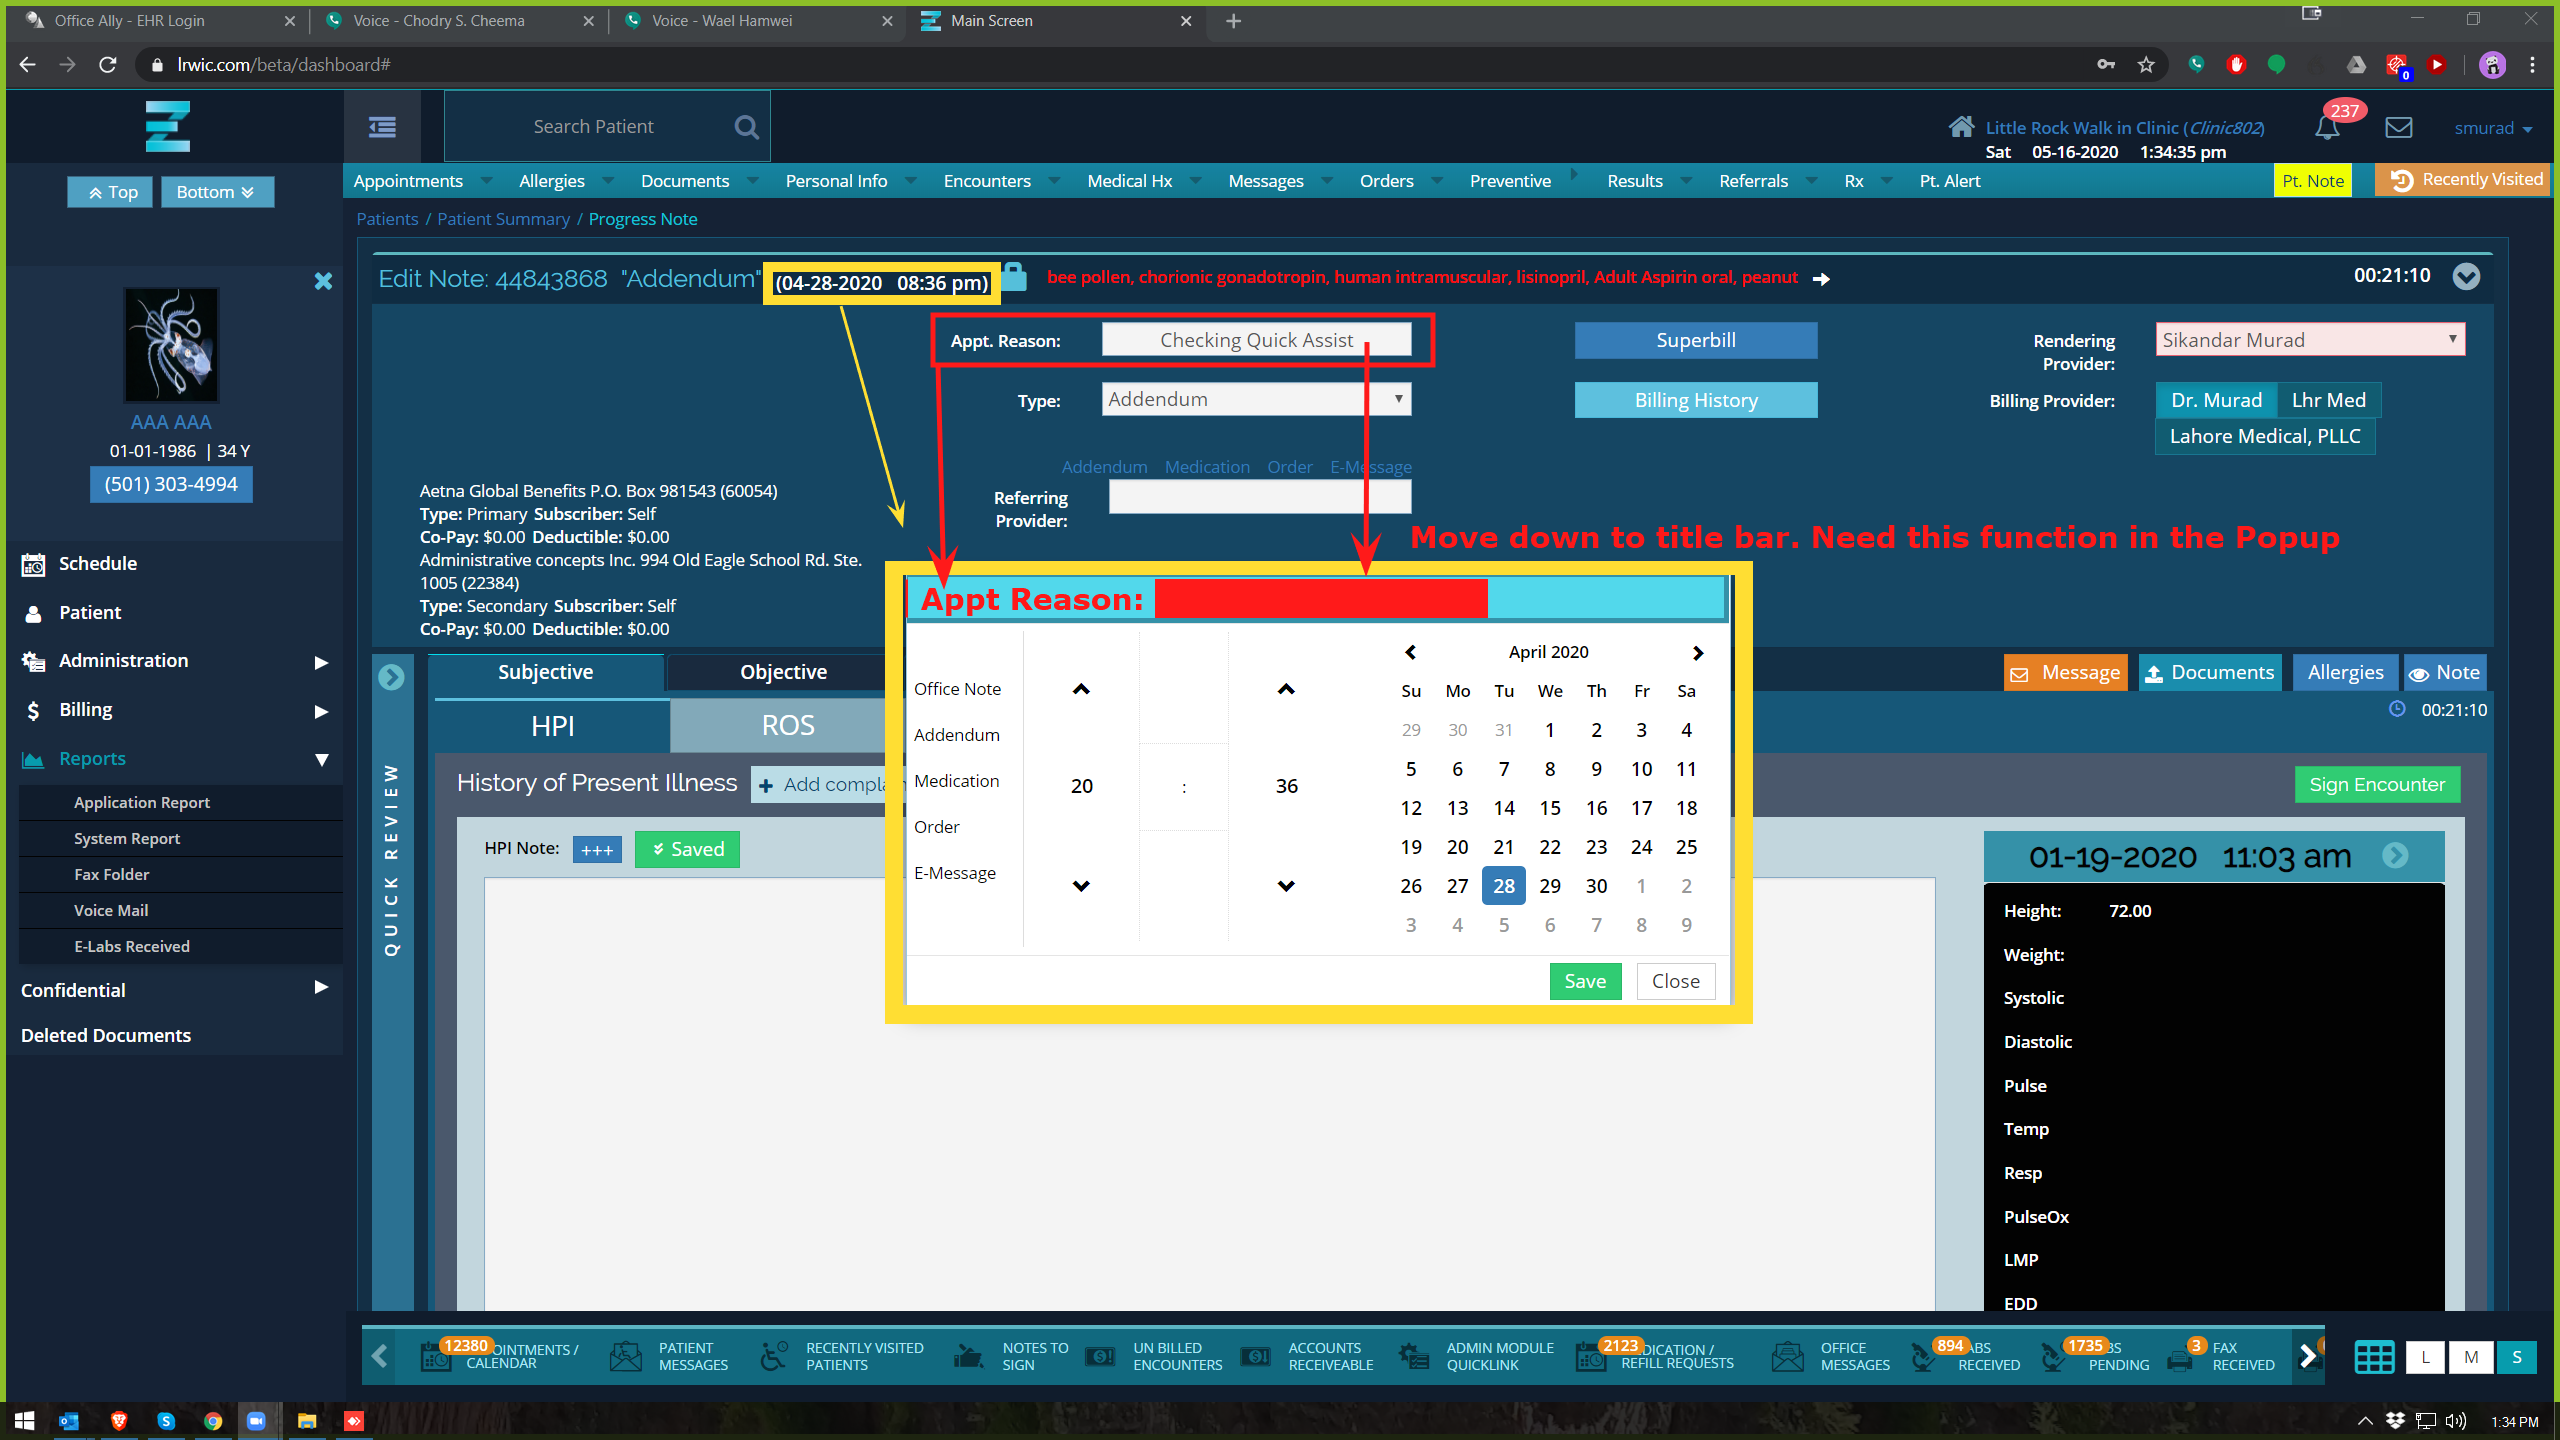 Office Ally - EHR Login
Voice - Chodry S. Cheema
Voice - Wael Hamwei
Main Screen
lrwic.com/beta/dashboard#
0
Search Patient
Little Rock Walk in Clinic (Clinic802)
237
smurad
Sat 05-16-2020 1:34:35 pm
Top
Bottom
Appointments Allergies Documents Personal Info Encounters Medical Hx Messages Orders Preventive Results Referrals Rx Pt. Alert
Pt. Note
Recently Visited
Patients / Patient Summary / Progress Note
Edit Note: 44843868 "Addendum" (04-28-2020 08:36 pm)
bee pollen, chorionic gonadotropin, human intramuscular, lisinopril, Adult Aspirin oral, peanut
00:21:10
AAA AAA
01-01-1986 | 34 Y
(501) 303-4994
Schedule
Patient
Administration
Billing
Reports
Application Report
System Report
Fax Folder
Voice Mail
E-Labs Received
Confidential
Deleted Documents
Appt. Reason: Checking Quick Assist
Superbill
Rendering
Provider:
Sikandar Murad
Type: Addendum
Billing History
Billing Provider: Dr. Murad Lhr Med
Lahore Medical, PLLC
Addendum Medication Order E-Message
Referring
Provider:
Aetna Global Benefits P.O. Box 981543 (60054)
Type: Primary Subscriber: Self
Co-Pay: $0.00 Deductible: $0.00
Administrative concepts Inc. 994 Old Eagle School Rd. Ste.
1005 (22384)
Type: Secondary Subscriber: Self
Co-Pay: $0.00 Deductible: $0.00
Move down to title bar. Need this function in the Popup
Appt Reason:
Office Note
Addendum
Medication
Order
E-Message
20 : 36
April 2020
Su Mo Tu We Th Fr Sa
29 30 31 1 2 3 4
5 6 7 8 9 10 11
12 13 14 15 16 17 18
19 20 21 22 23 24 25
26 27 28 29 30 1 2
3 4 5 6 7 8 9
Save
Close
Subjective
Objective
Message
Documents
Allergies
Note
HPI
ROS
00:21:10
QUICK REVIEW
History of Present Illness
Add compla
Sign Encounter
HPI Note:
+++
Saved
01-19-2020 11:03 am
Height: 72.00
Weight:
Systolic
Diastolic
Pulse
Temp
Resp
PulseOx
LMP
EDD
12380
OINTMENTS /
CALENDAR
PATIENT
MESSAGES
RECENTLY VISITED
PATIENTS
NOTES TO
SIGN
UN BILLED
ENCOUNTERS
ACCOUNTS
RECEIVEABLE
ADMIN MODULE
QUICKLINK
2123
DICATION /
REFILL REQUESTS
OFFICE
MESSAGES
894
ABS
RECEIVED
1735
BS
PENDING
3
FAX
RECEIVED
L
M
S
1:34 PM